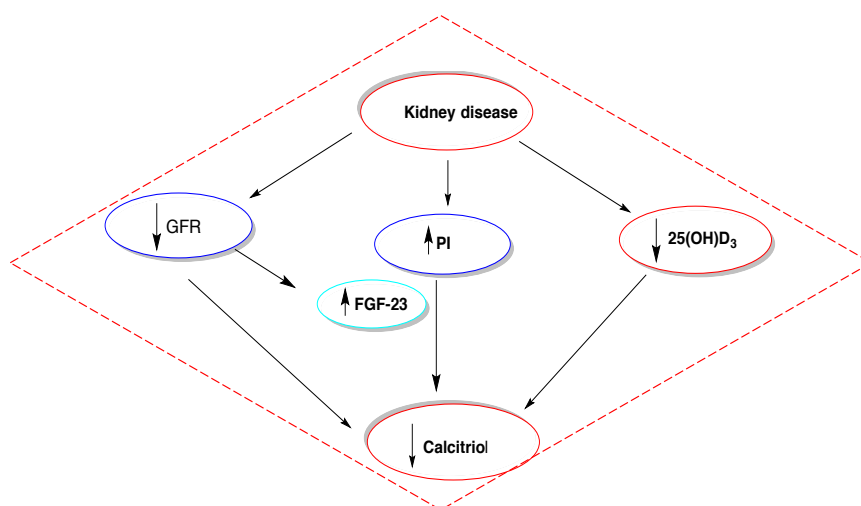 Kidney disease
GFR
PI
25(OH)D₃
FGF-23
Calcitriol